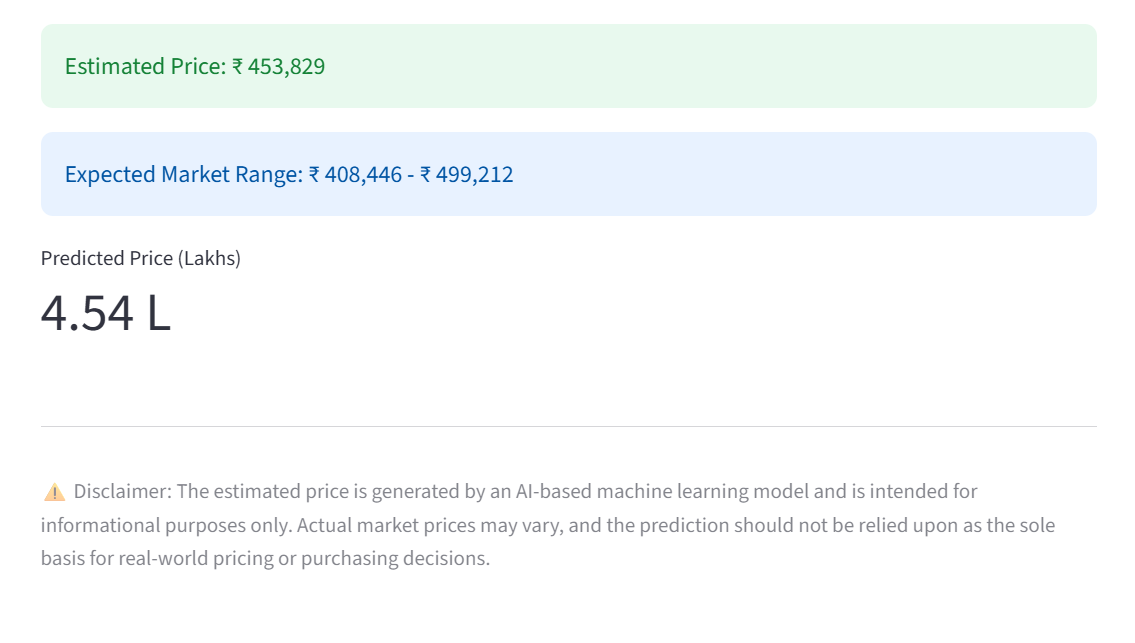 Estimated Price: ₹ 453,829
Expected Market Range: ₹ 408,446 - ₹ 499,212
Predicted Price (Lakhs)
4.54 L
⚠️ Disclaimer: The estimated price is generated by an AI-based machine learning model and is intended for
informational purposes only. Actual market prices may vary, and the prediction should not be relied upon as the sole
basis for real-world pricing or purchasing decisions.